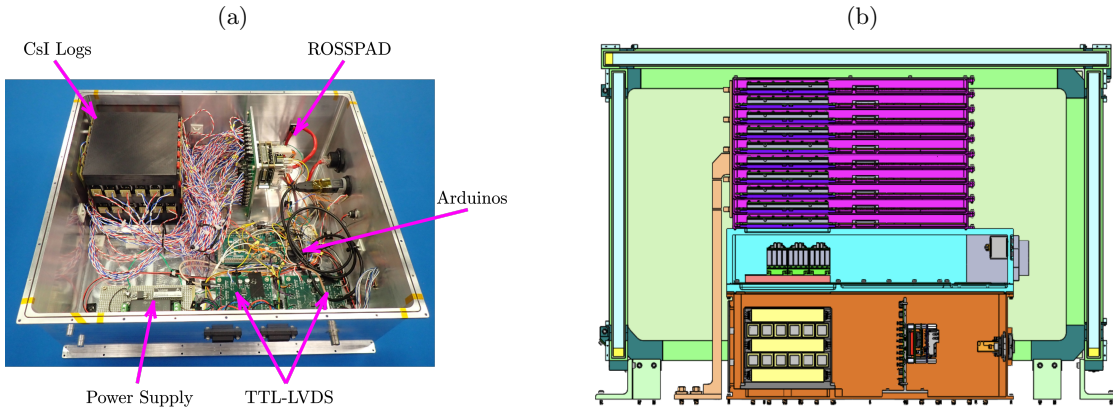 (a)
(b)
CsI Logs
ROSSPAD
Arduinos
Power Supply
TTL-LVDS